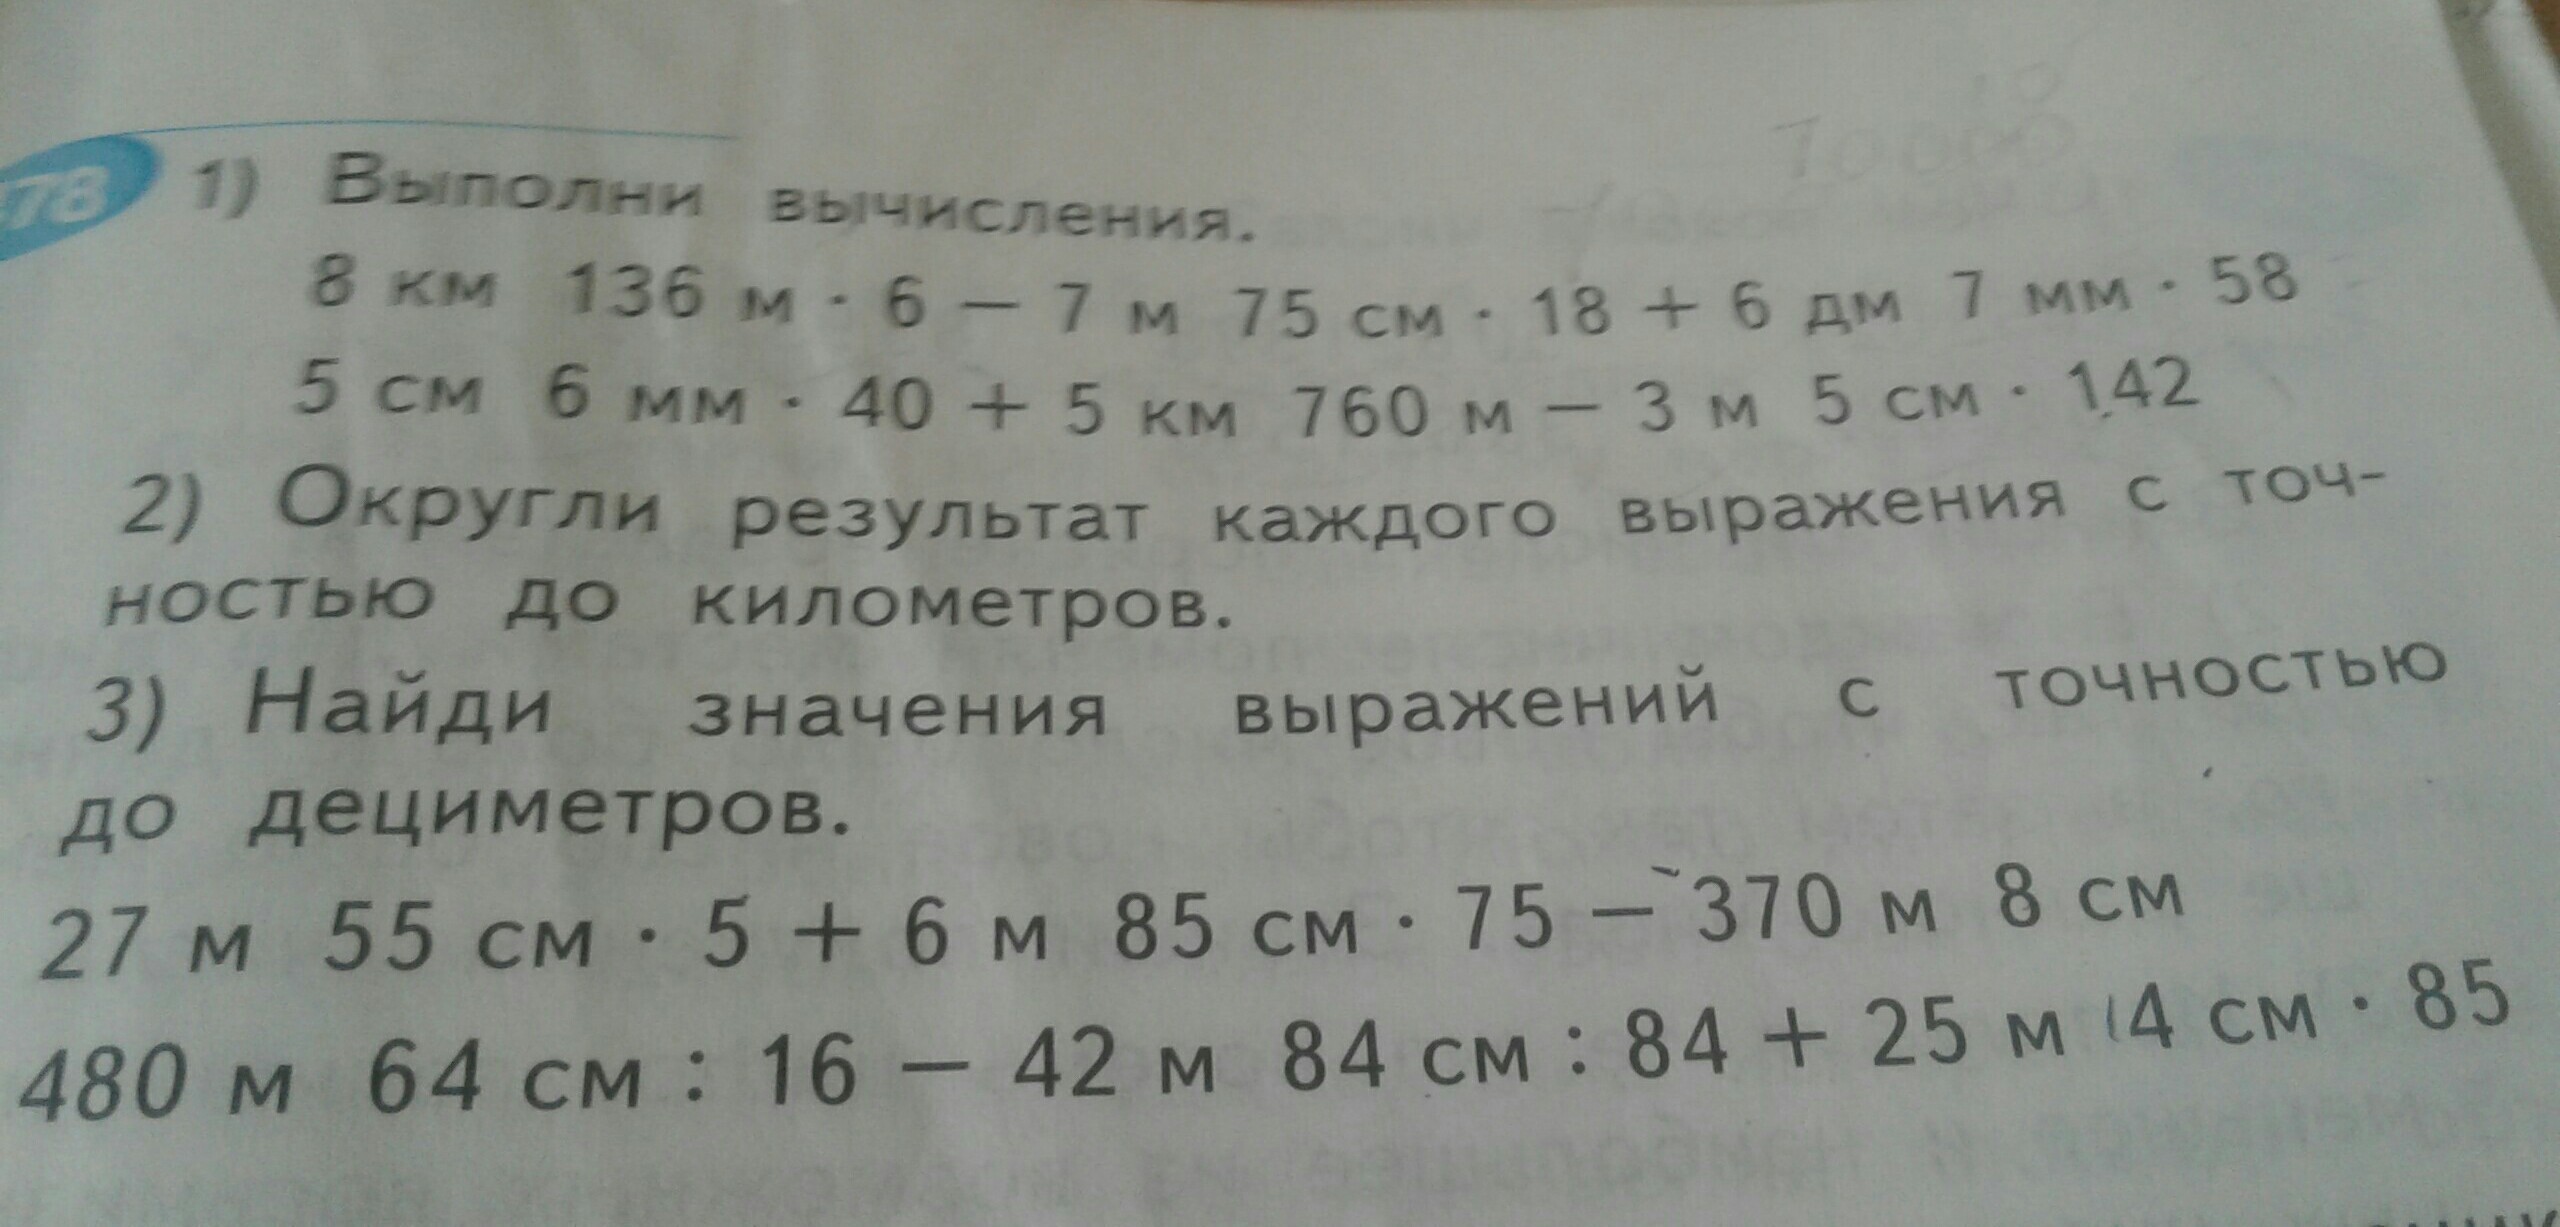 78 1) Выполни вычисления.
8 км 136 м · 6 − 7 м 75 см · 18 + 6 дм 7 мм · 58
5 см 6 мм · 40 + 5 км 760 м − 3 м 5 см · 142
2) Округли результат каждого выражения с точ-
ностью до километров.
3) Найди значения выражений с точностью
до дециметров.
27 м 55 см · 5 + 6 м 85 см · 75 − 370 м 8 см
480 м 64 см : 16 − 42 м 84 см : 84 + 25 м 4 см · 85